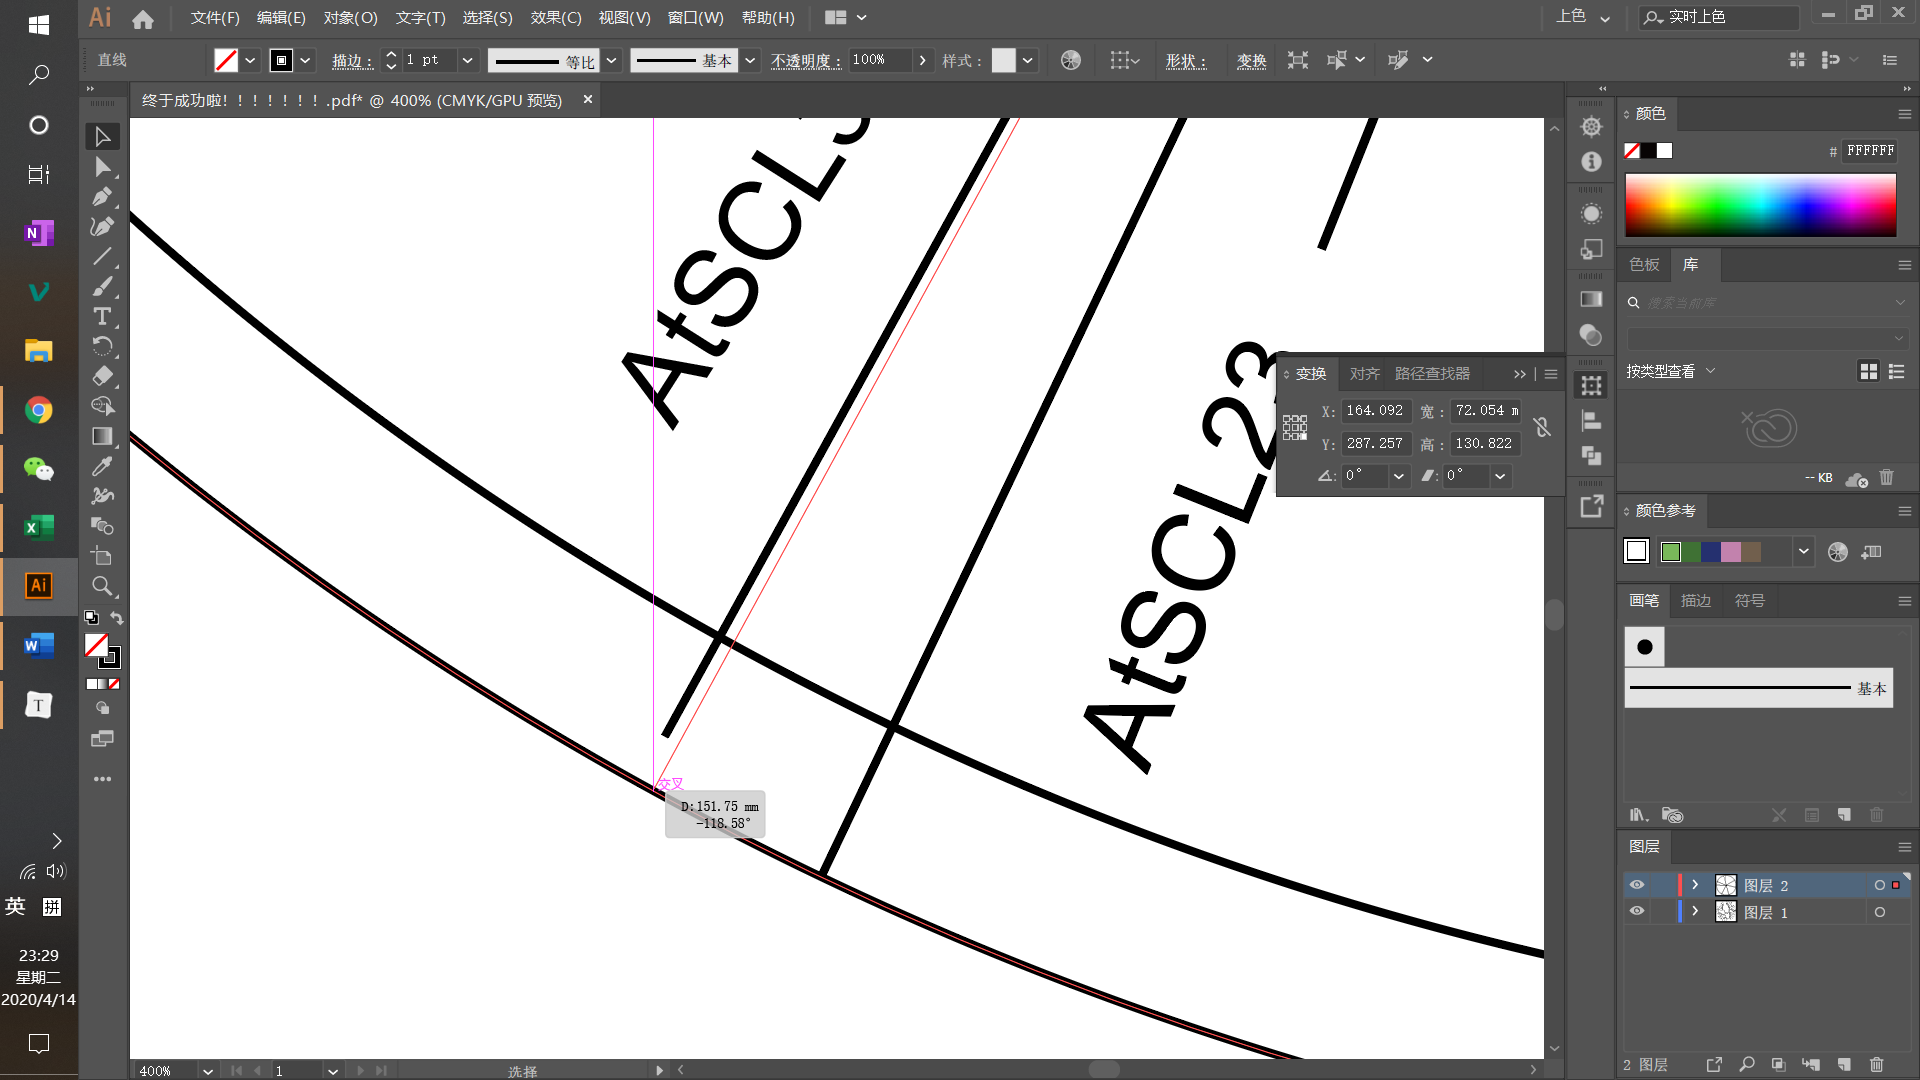 Ai
文件(F) 编辑(E) 对象(O) 文字(T) 选择(S) 效果(C) 视图(V) 窗口(W) 帮助(H)
上色
实时上色
直线
描边：
1 pt
等比
基本
不透明度：
100%
样式：
形状：
变换
终于成功啦！！！！！！！.pdf* @ 400% (CMYK/GPU 预览)
AtSCL
AtSCL23
交叉
D:151.75 mm
-118.58°
变换 对齐 路径查找器
X: 164.092 宽： 72.054 m
Y: 287.257 高： 130.822
0° 0°
颜色
# FFFFFF
色板 库
搜索当前库
按类型查看
-- KB
颜色参考
画笔 描边 符号
基本
图层
图层 2
图层 1
2 图层
400%
1
选择
N
X
Ai
W
T
英 拼
23:29
星期二
2020/4/14